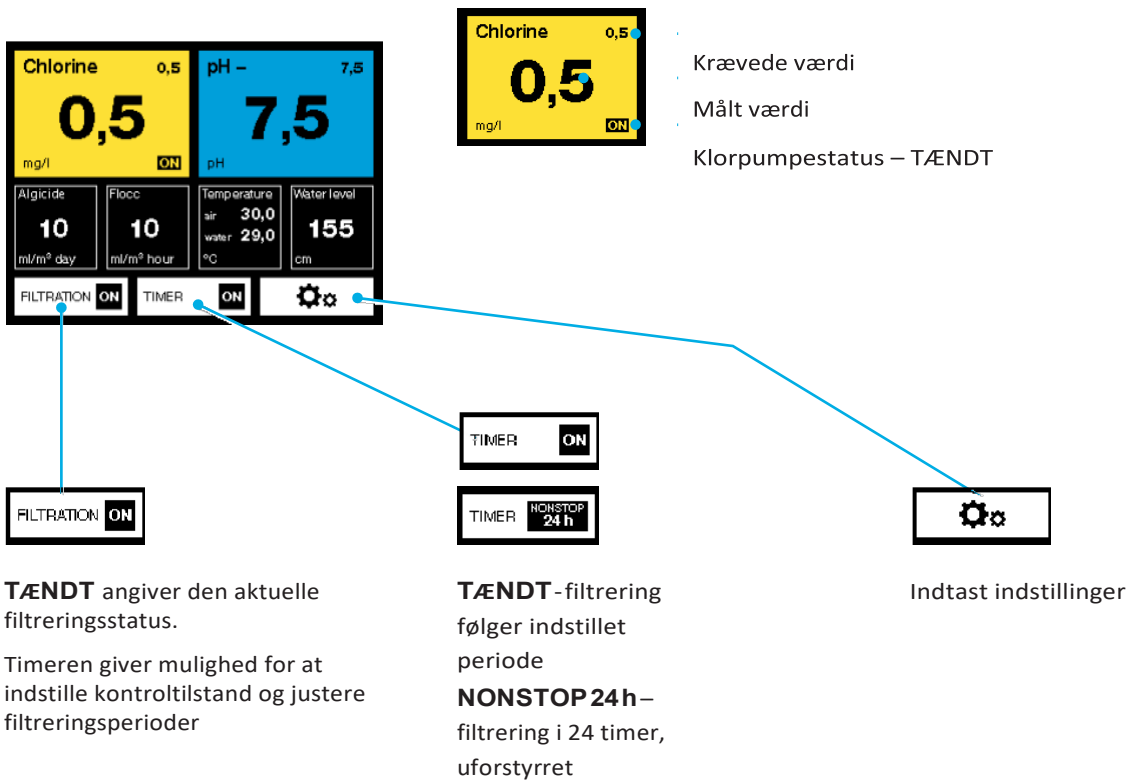 Chlorine 0,5
0,5
mg/l ON
pH – 7,5
7,5
pH
Algicide
10
ml/m³ day
Flocc
10
ml/m³ hour
Temperature
air 30,0
water 29,0
°C
Water level
155
cm
FILTRATION ON
TIMER ON
Chlorine 0,5
0,5
mg/l ON
Krævede værdi
Målt værdi
Klorpumpestatus – TÆNDT
FILTRATION ON
TÆNDT angiver den aktuelle
filtreringsstatus.
Timeren giver mulighed for at
indstille kontroltilstand og justere
filtreringsperioder
TIMER ON
TIMER NONSTOP
24 h
TÆNDT-filtrering
følger indstillet
periode
NONSTOP 24 h –
filtrering i 24 timer,
uforstyrret
Indtast indstillinger